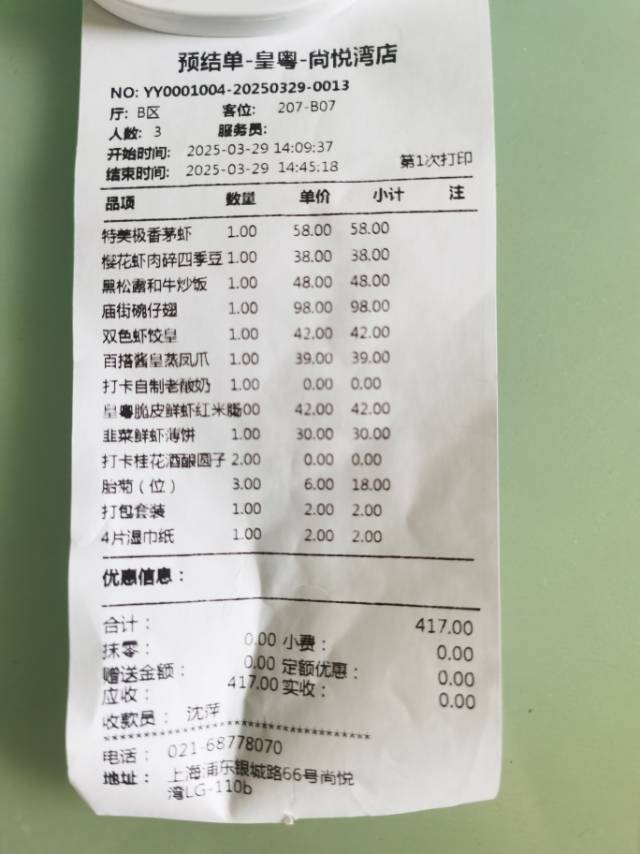 预结单-皇粤-尚悦湾店
NO: YY0001004-20250329-0013
厅: B区 客位: 207-B07
人数: 3 服务员:
开始时间: 2025-03-29 14:09:37
结束时间: 2025-03-29 14:45:18 第1次打印
品项 数量 单价 小计 注
特美极香茅虾 1.00 58.00 58.00
樱花虾肉碎四季豆 1.00 38.00 38.00
黑松露和牛炒饭 1.00 48.00 48.00
庙街碗仔翅 1.00 98.00 98.00
双色虾饺皇 1.00 42.00 42.00
百搭酱皇蒸凤爪 1.00 39.00 39.00
打卡自制老酸奶 1.00 0.00 0.00
皇粤脆皮鲜虾红米肠 .00 42.00 42.00
韭菜鲜虾薄饼 1.00 30.00 30.00
打卡桂花酒酿圆子 2.00 0.00 0.00
胎菊（位） 3.00 6.00 18.00
打包套装 1.00 2.00 2.00
4片湿巾纸 1.00 2.00 2.00
优惠信息：
合计： 417.00
抹零： 0.00 小费： 0.00
赠送金额： 0.00 定额优惠： 0.00
应收： 417.00 实收： 0.00
收款员： 沈萍
****************************************
电话： 021-68778070
地址： 上海浦东银城路66号尚悦
湾LG-110b